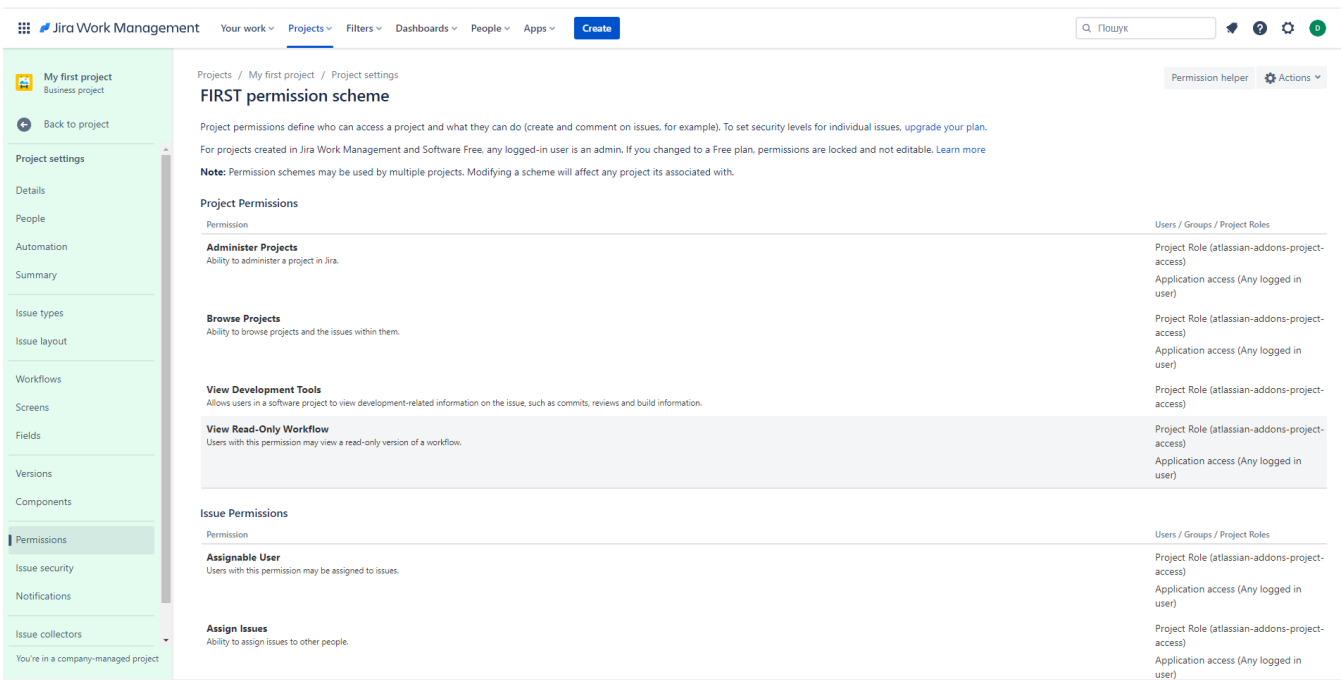 Jira Work Management
Your work
Projects
Filters
Dashboards
People
Apps
Create
Пошук
D
My first project
Business project
Back to project
Project settings
Details
People
Automation
Summary
Issue types
Issue layout
Workflows
Screens
Fields
Versions
Components
Permissions
Issue security
Notifications
Issue collectors
You're in a company-managed project
Projects / My first project / Project settings
FIRST permission scheme
Permission helper
Actions
Project permissions define who can access a project and what they can do (create and comment on issues, for example). To set security levels for individual issues, upgrade your plan.
For projects created in Jira Work Management and Software Free, any logged-in user is an admin. If you changed to a Free plan, permissions are locked and not editable. Learn more
Note: Permission schemes may be used by multiple projects. Modifying a scheme will affect any project its associated with.
Project Permissions
Permission
Users / Groups / Project Roles
Administer Projects
Ability to administer a project in Jira.
Project Role (atlassian-addons-project-
access)
Application access (Any logged in
user)
Browse Projects
Ability to browse projects and the issues within them.
Project Role (atlassian-addons-project-
access)
Application access (Any logged in
user)
View Development Tools
Allows users in a software project to view development-related information on the issue, such as commits, reviews and build information.
Project Role (atlassian-addons-project-
access)
View Read-Only Workflow
Users with this permission may view a read-only version of a workflow.
Project Role (atlassian-addons-project-
access)
Application access (Any logged in
user)
Issue Permissions
Permission
Users / Groups / Project Roles
Assignable User
Users with this permission may be assigned to issues.
Project Role (atlassian-addons-project-
access)
Application access (Any logged in
user)
Assign Issues
Ability to assign issues to other people.
Project Role (atlassian-addons-project-
access)
Application access (Any logged in
user)